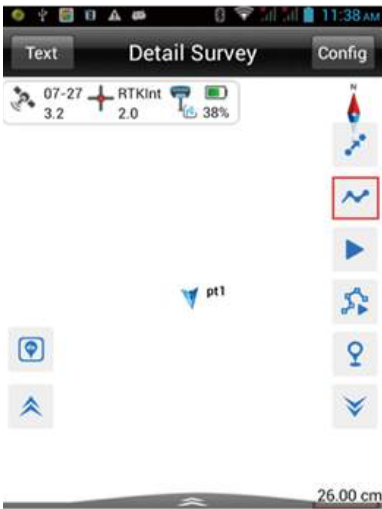 11:38 AM
Text Detail Survey Config
07-27 RTKInt
3.2 2.0 38%
N
pt1
26.00 cm